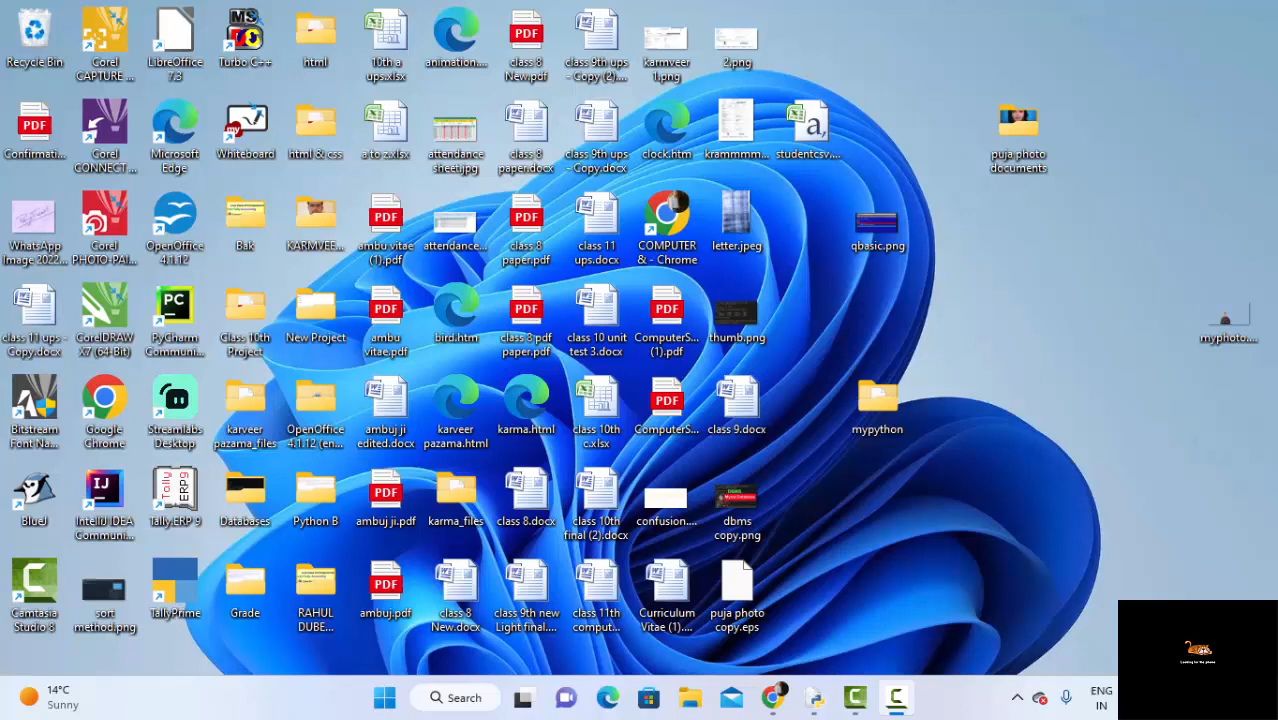 Recycle Bin
Corel CAPTURE ...
LibreOffice 7.3
Turbo C++
html
10th a ups.xlsx
animation....
class 8 New.pdf
class 9th ups - Copy (2)....
karmveer 1.png
2.png
Confirmati...
Corel CONNECT ...
Microsoft Edge
Whiteboard
html & css
a to z.xlsx
attendance sheet.jpg
class 8 paper.docx
class 9th ups - Copy.docx
clock.htm
krammmm...
studentcsv....
puja photo documents
WhatsApp Image 2022...
Corel PHOTO-PAI...
OpenOffice 4.1.12
Bak
KARMVEE...
ambu vitae (1).pdf
attendance...
class 8 paper.pdf
class 11 ups.docx
COMPUTER & - Chrome
letter.jpeg
qbasic.png
class 11 ups - Copy.docx
CorelDRAW X7 (64-Bit)
PyCharm Communi...
Class 10th Project
New Project
ambu vitae.pdf
bird.htm
class 8 pdf paper.pdf
class 10 unit test 3.docx
ComputerS... (1).pdf
thumb.png
myphoto....
Bitstream Font Na...
Google Chrome
Streamlabs Desktop
karveer pazama_files
OpenOffice 4.1.12 (en...
ambuj ji edited.docx
karveer pazama.html
karma.html
class 10th c.xlsx
ComputerS...
class 9.docx
mypython
BlueJ
IntelliJ IDEA Communi...
Tally.ERP 9
Databases
Python B
ambuj ji.pdf
karma_files
class 8.docx
class 10th final (2).docx
confusion....
dbms copy.png
Camtasia Studio 8
sort method.png
TallyPrime
Grade
RAHUL DUBE...
ambuj.pdf
class 8 New.docx
class 9th new Light final....
class 11th comput...
Curriculum Vitae (1)....
puja photo copy.eps
Looking for the phone
14°C
Sunny
Search
ENG
IN